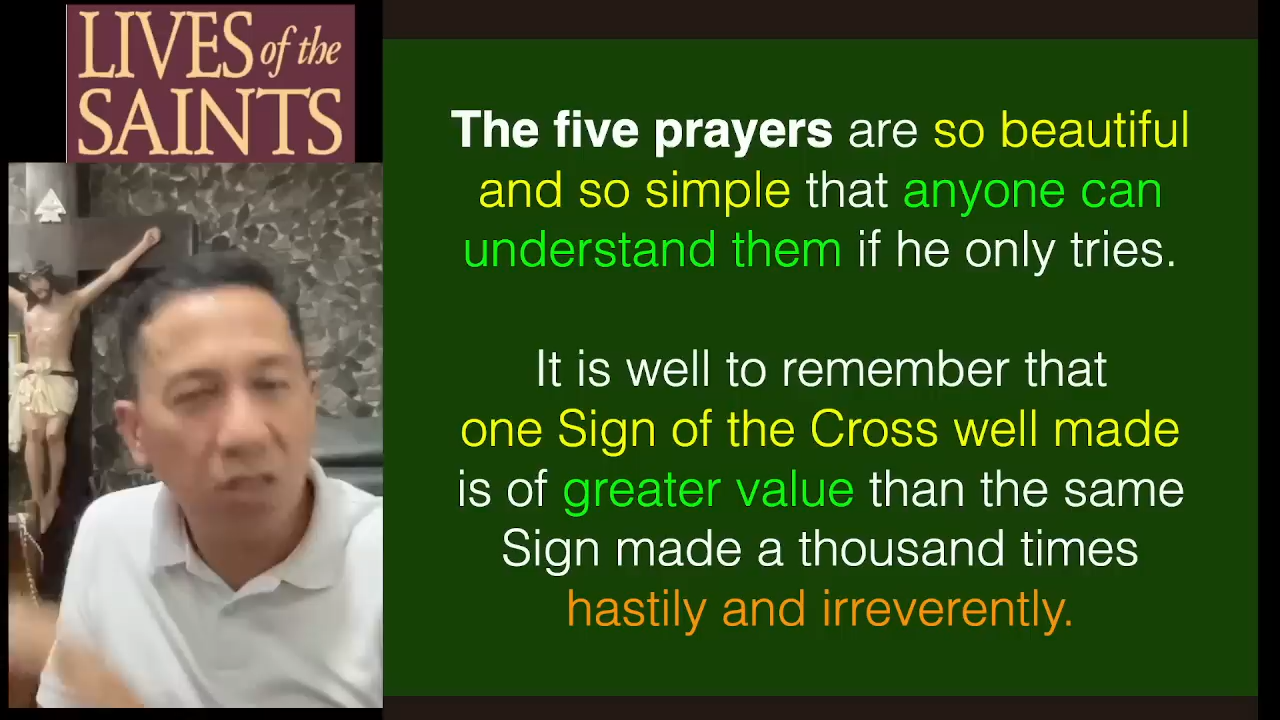 LIVES of the
SAINTS
The five prayers are so beautiful
and so simple that anyone can
understand them if he only tries.
It is well to remember that
one Sign of the Cross well made
is of greater value than the same
Sign made a thousand times
hastily and irreverently.